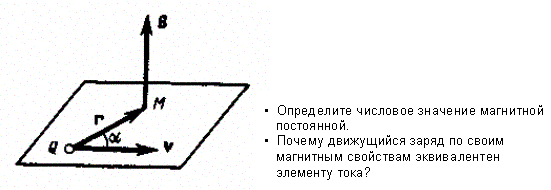 B
r
M
α
Q
v
• Определите числовое значение магнитной
постоянной.
• Почему движущийся заряд по своим
магнитным свойствам эквивалентен
элементу тока?